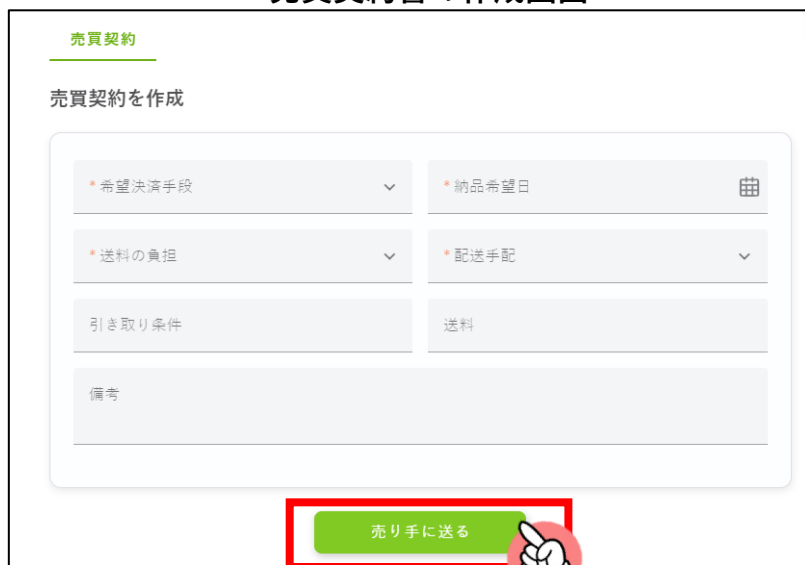 売買契約
売買契約を作成
*希望決済手段
*納品希望日
*送料の負担
*配送手配
引き取り条件
送料
備考
売り手に送る